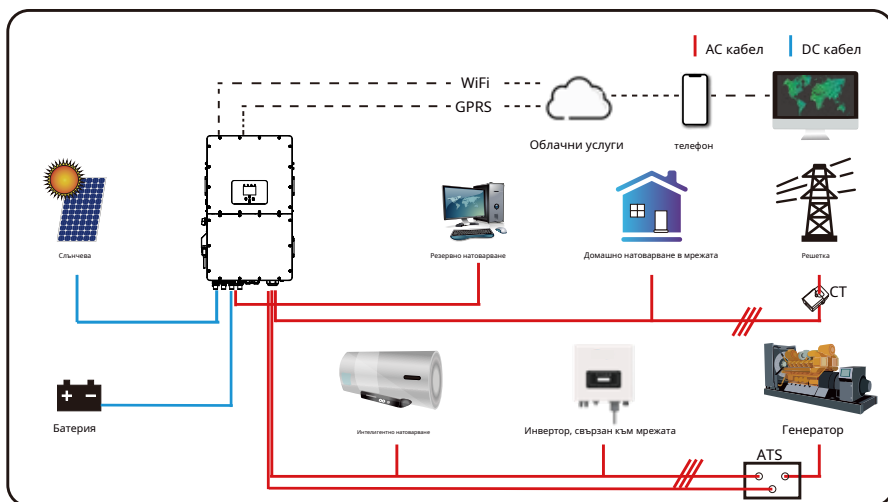 AC кабел
DC кабел
WiFi
GPRS
Облачни услуги
телефон
Слънчева
Резервно натоварване
Домашно натоварване в мрежата
Решетка
CT
Батерия
Интелигентно натоварване
Инвертор, свързан към мрежата
Генератор
ATS